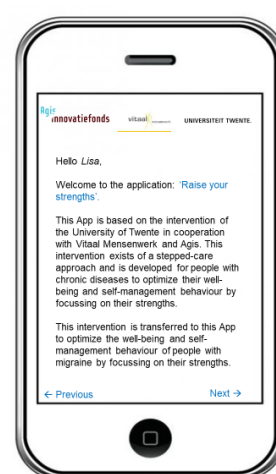 Agis
innovatiefonds vitaal UNIVERSITEIT TWENTE.
Hello Lisa,
Welcome to the application: 'Raise your
strengths'.
This App is based on the intervention of
the University of Twente in cooperation
with Vitaal Mensenwerk and Agis. This
intervention exists of a stepped-care
approach and is developed for people with
chronic diseases to optimize their well-
being and self-management behaviour by
focussing on their strengths.
This intervention is transferred to this App
to optimize the well-being and self-
management behaviour of people with
migraine by focussing on their strengths.
← Previous Next →